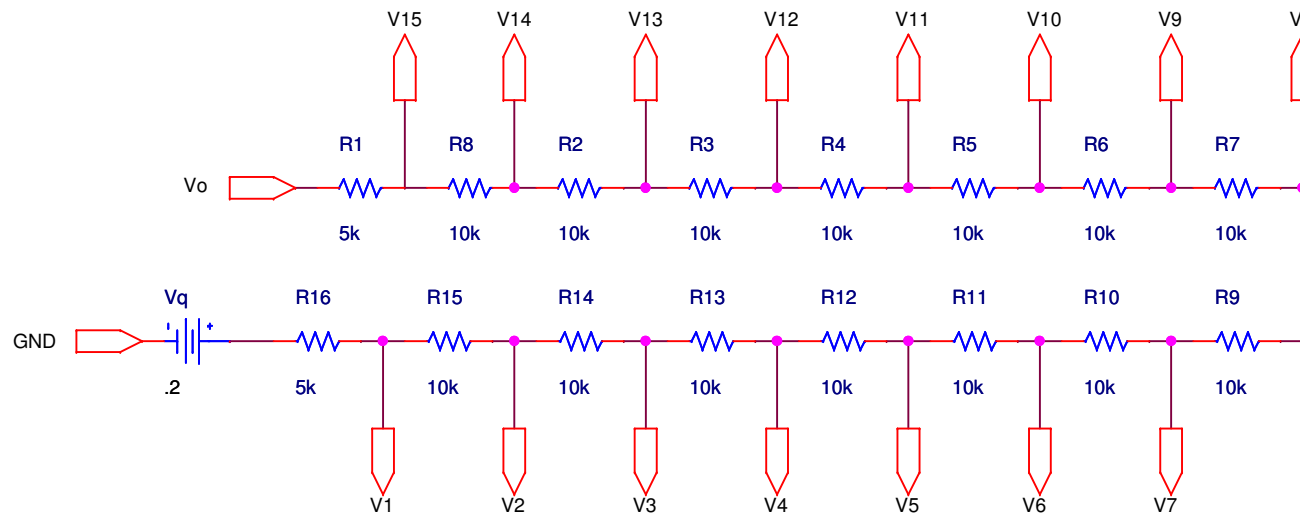 V15 V14 V13 V12 V11 V10 V9 V
R1 R8 R2 R3 R4 R5 R6 R7
Vo
5k 10k 10k 10k 10k 10k 10k 10k
Vq R16 R15 R14 R13 R12 R11 R10 R9
- +
GND
.2 5k 10k 10k 10k 10k 10k 10k 10k
V1 V2 V3 V4 V5 V6 V7